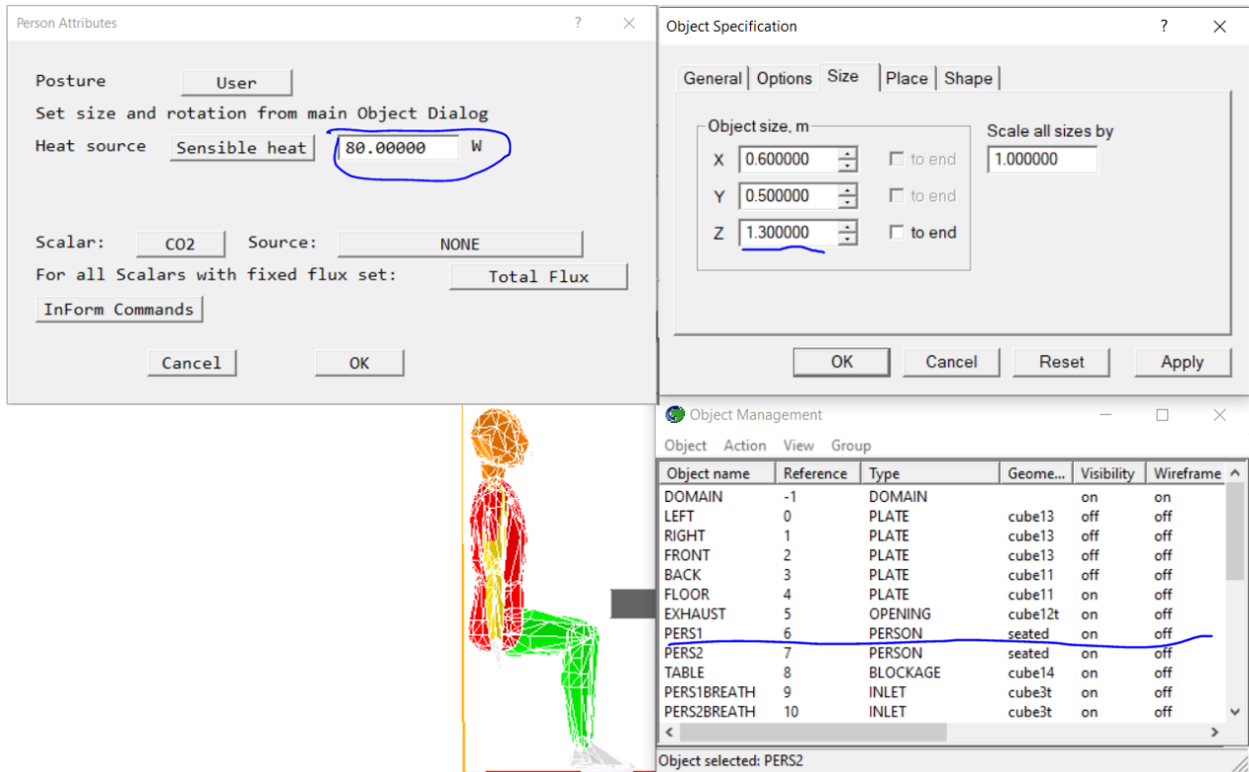 Person Attributes ? ×
Posture User
Set size and rotation from main Object Dialog
Heat source Sensible heat 80.00000 W
Scalar: CO2 Source: NONE
For all Scalars with fixed flux set: Total Flux
InForm Commands
Cancel OK
Object Specification ? ×
General Options Size Place Shape
Object size, m
Scale all sizes by
X 0.600000 to end 1.000000
Y 0.500000 to end
Z 1.300000 to end
OK Cancel Reset Apply
Object Management
Object Action View Group
Object name Reference Type Geome... Visibility Wireframe
DOMAIN -1 DOMAIN on on
LEFT 0 PLATE cube13 off off
RIGHT 1 PLATE cube13 off off
FRONT 2 PLATE cube13 off off
BACK 3 PLATE cube11 off off
FLOOR 4 PLATE cube11 on off
EXHAUST 5 OPENING cube12t on off
PERS1 6 PERSON seated on off
PERS2 7 PERSON seated on off
TABLE 8 BLOCKAGE cube14 on off
PERS1BREATH 9 INLET cube3t on off
PERS2BREATH 10 INLET cube3t on off
Object selected: PERS2